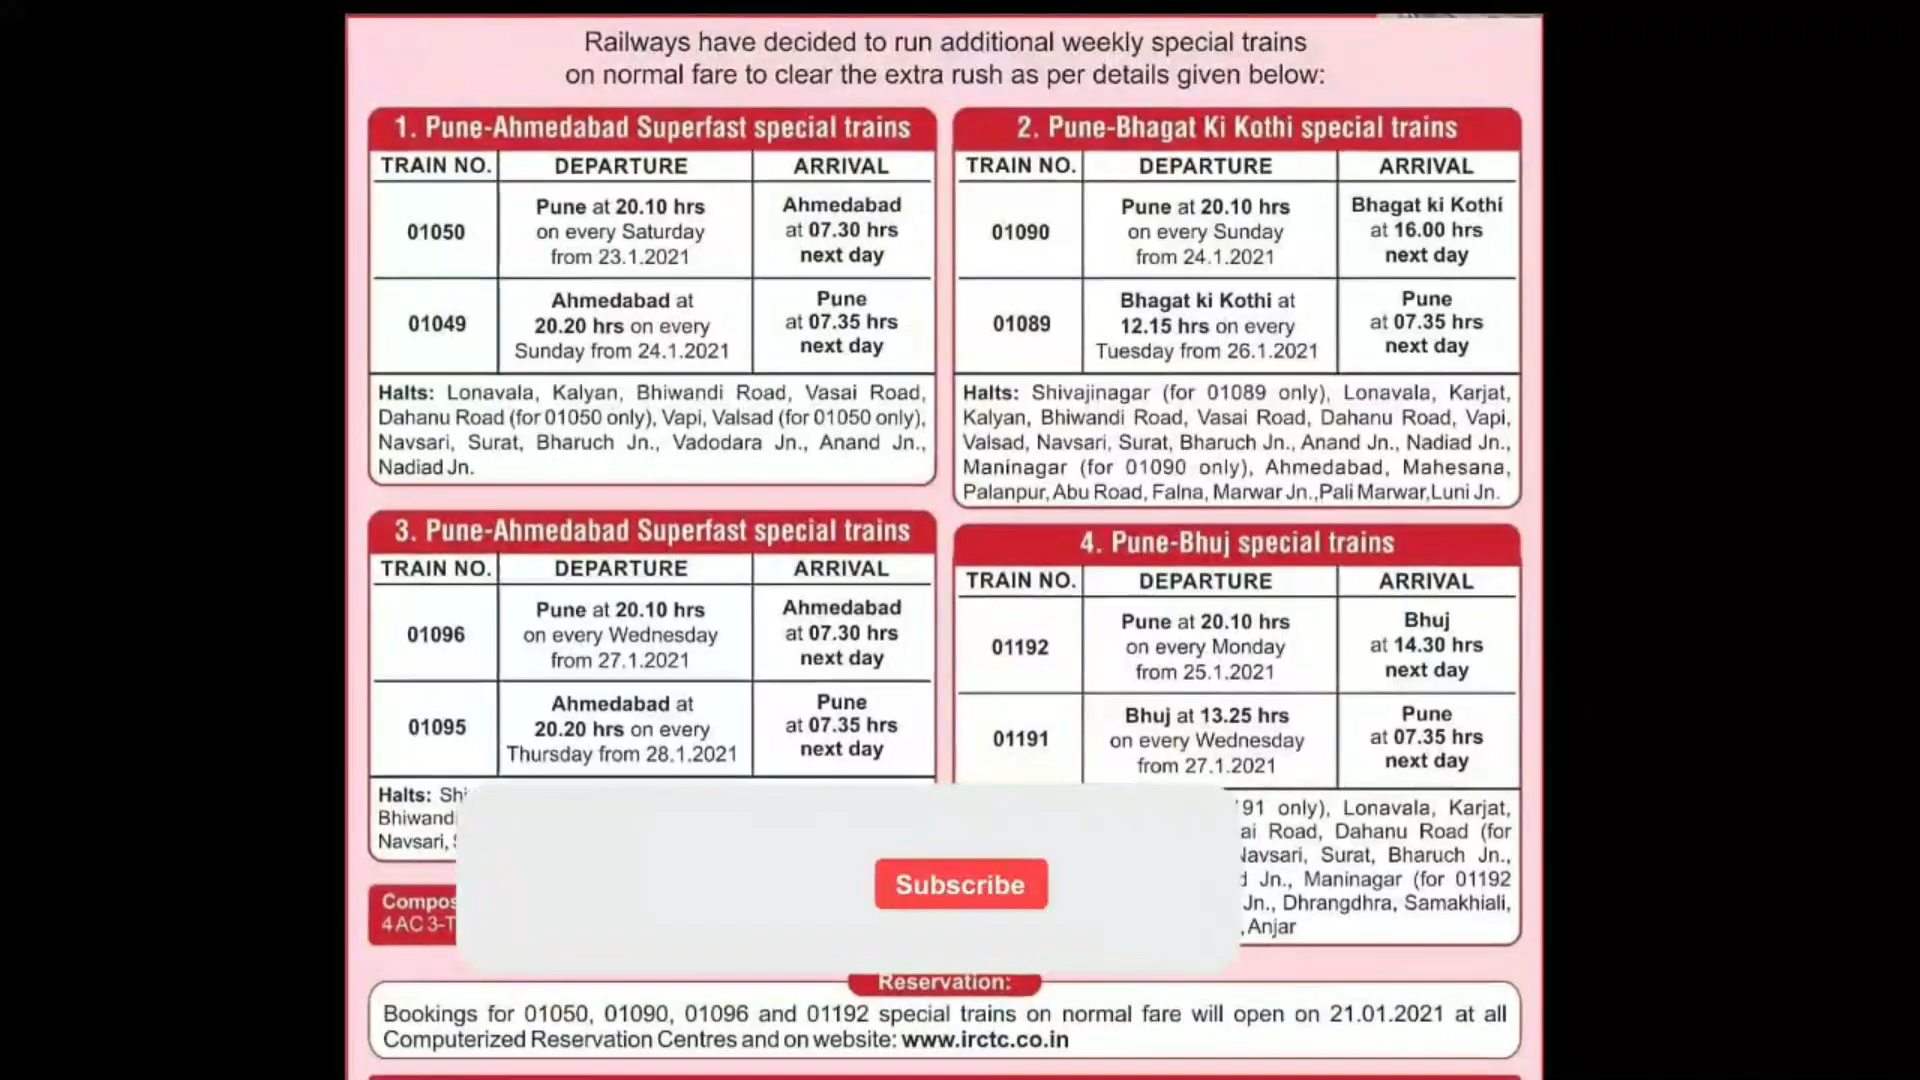 Railways have decided to run additional weekly special trains
on normal fare to clear the extra rush as per details given below:
1. Pune-Ahmedabad Superfast special trains
TRAIN NO. DEPARTURE ARRIVAL
01050
Pune at 20.10 hrs
on every Saturday
from 23.1.2021
Ahmedabad
at 07.30 hrs
next day
01049
Ahmedabad at
20.20 hrs on every
Sunday from 24.1.2021
Pune
at 07.35 hrs
next day
Halts: Lonavala, Kalyan, Bhiwandi Road, Vasai Road,
Dahanu Road (for 01050 only), Vapi, Valsad (for 01050 only),
Navsari, Surat, Bharuch Jn., Vadodara Jn., Anand Jn.,
Nadiad Jn.
2. Pune-Bhagat Ki Kothi special trains
TRAIN NO. DEPARTURE ARRIVAL
01090
Pune at 20.10 hrs
on every Sunday
from 24.1.2021
Bhagat ki Kothi
at 16.00 hrs
next day
01089
Bhagat ki Kothi at
12.15 hrs on every
Tuesday from 26.1.2021
Pune
at 07.35 hrs
next day
Halts: Shivajinagar (for 01089 only), Lonavala, Karjat,
Kalyan, Bhiwandi Road, Vasai Road, Dahanu Road, Vapi,
Valsad, Navsari, Surat, Bharuch Jn., Anand Jn., Nadiad Jn.,
Maninagar (for 01090 only), Ahmedabad, Mahesana,
Palanpur, Abu Road, Falna, Marwar Jn.,Pali Marwar,Luni Jn.
3. Pune-Ahmedabad Superfast special trains
TRAIN NO. DEPARTURE ARRIVAL
01096
Pune at 20.10 hrs
on every Wednesday
from 27.1.2021
Ahmedabad
at 07.30 hrs
next day
01095
Ahmedabad at
20.20 hrs on every
Thursday from 28.1.2021
Pune
at 07.35 hrs
next day
Halts:
Bhiwand
Navsari,
4. Pune-Bhuj special trains
TRAIN NO. DEPARTURE ARRIVAL
01192
Pune at 20.10 hrs
on every Monday
from 25.1.2021
Bhuj
at 14.30 hrs
next day
01191
Bhuj at 13.25 hrs
on every Wednesday
from 27.1.2021
Pune
at 07.35 hrs
next day
91 only), Lonavala, Karjat,
Road, Dahanu Road (for
Surat, Bharuch Jn.,
Jn., Maninagar (for 01192
Jn., Dhrangdhra, Samakhiali,
, Anjar
Compos
4 AC 3-T
Subscribe
Reservation:
Bookings for 01050, 01090, 01096 and 01192 special trains on normal fare will open on 21.01.2021 at all
Computerized Reservation Centres and on website: www.irctc.co.in